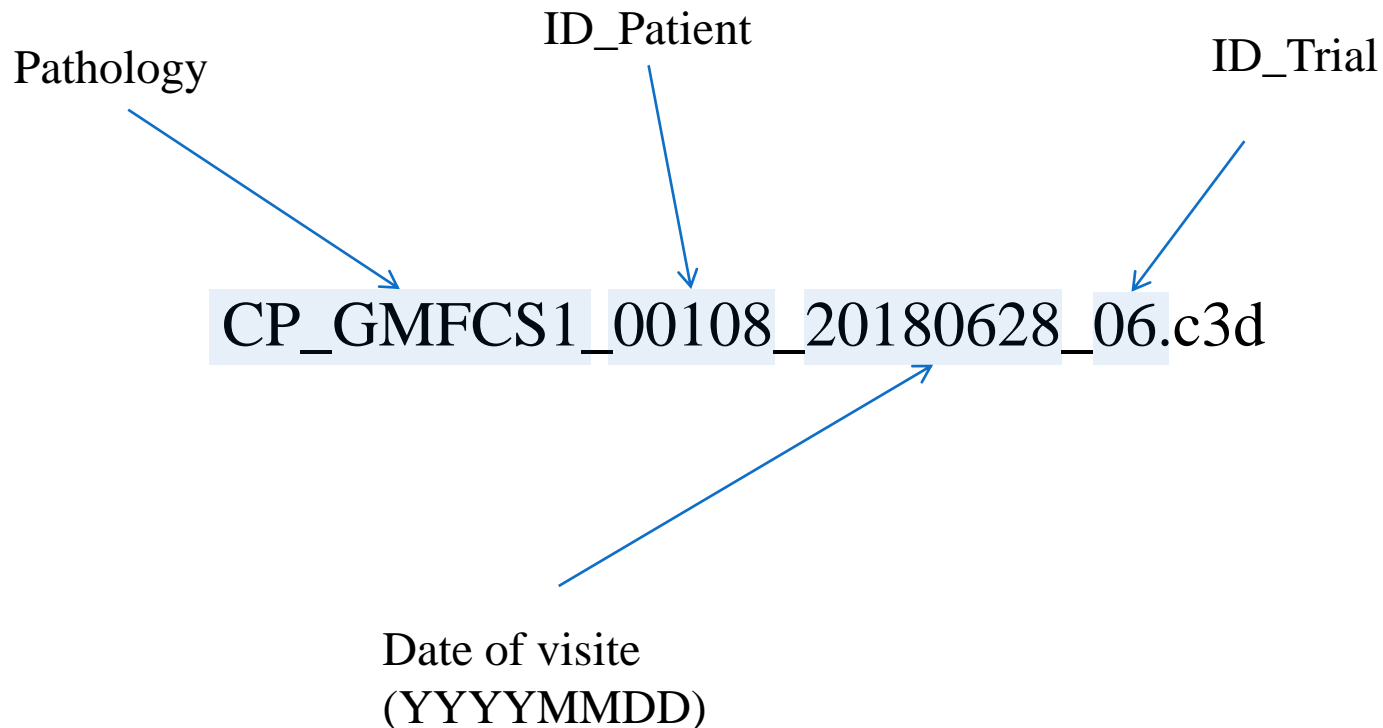 ID_Patient
Pathology
ID_Trial
CP_GMFCS1_00108_20180628_06.c3d
Date of visite
(YYYYMMDD)